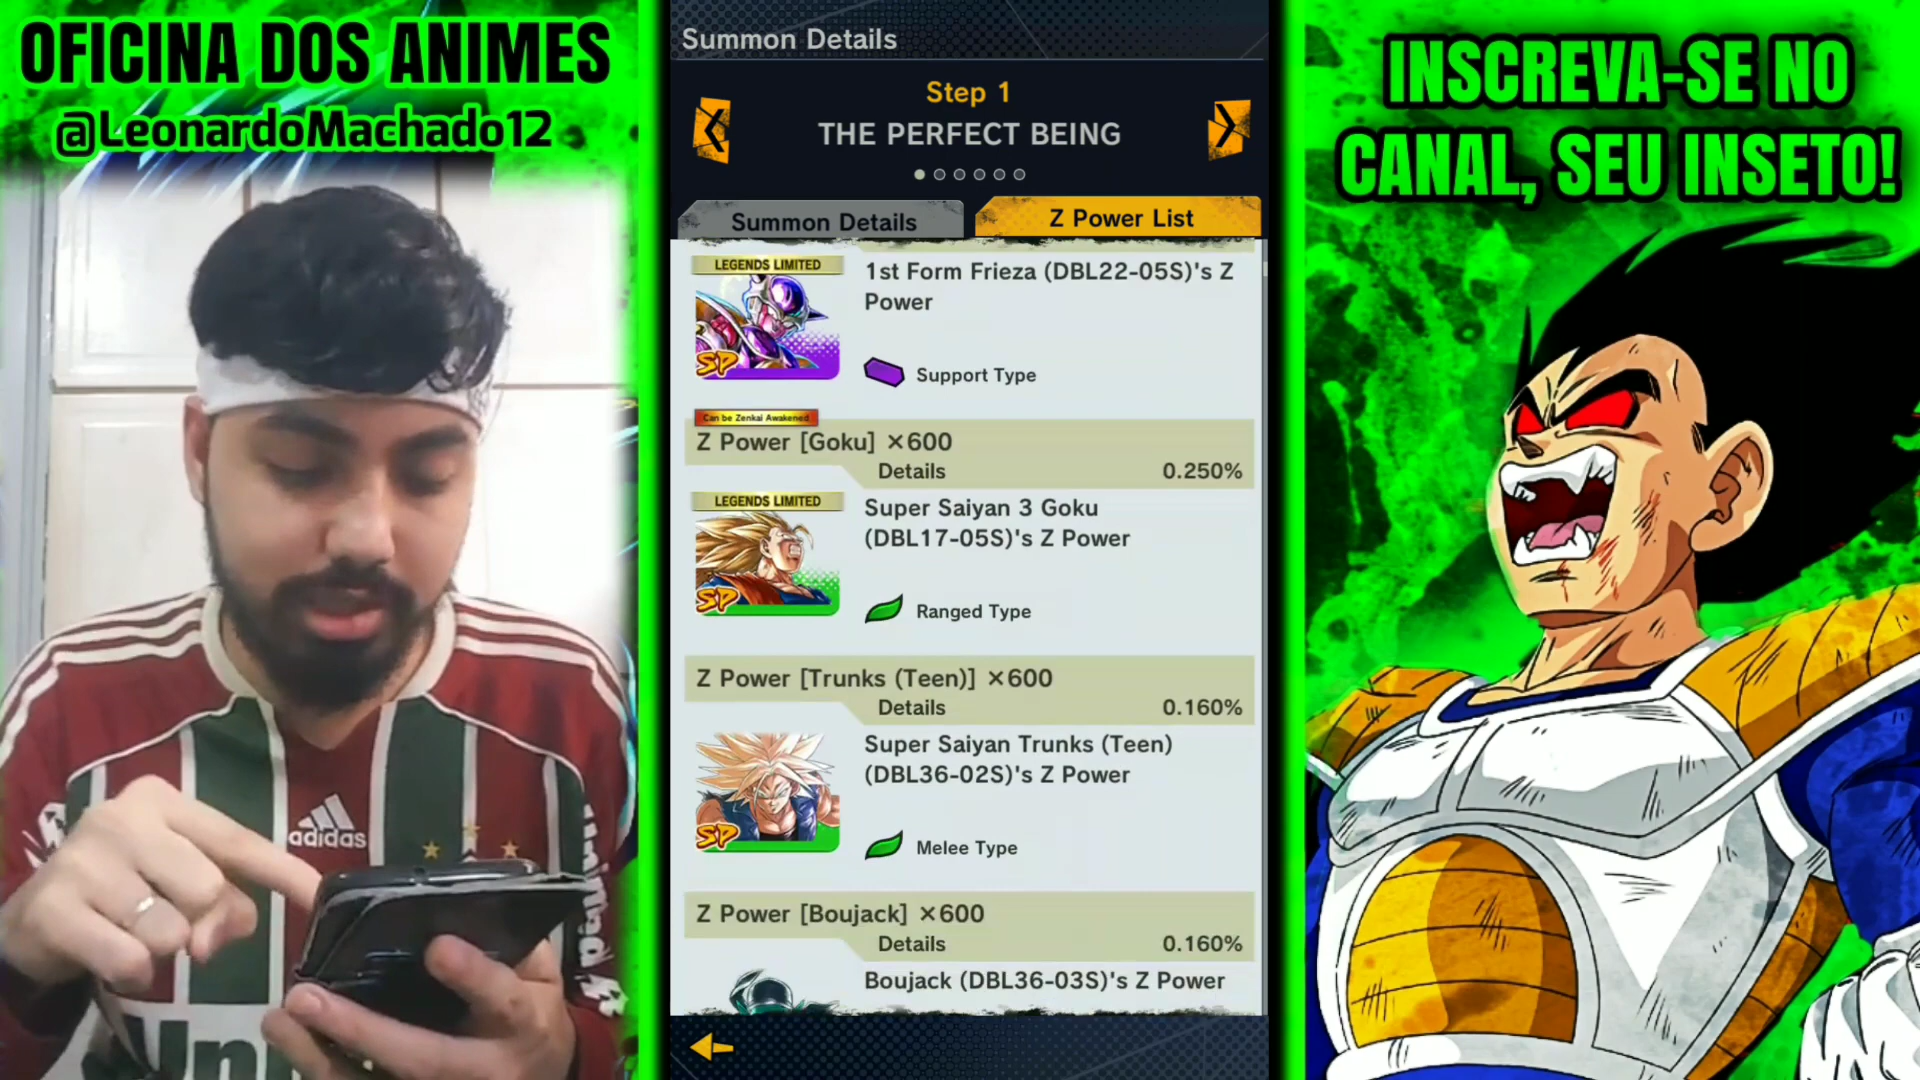 OFICINA DOS ANIMES
@LeonardoMachado12
adidas
Summon Details
Step 1
THE PERFECT BEING
Summon Details
Z Power List
LEGENDS LIMITED
1st Form Frieza (DBL22-05S)'s Z
Power
SP
Support Type
Can be Zenkai Awakened
Z Power [Goku] ×600
Details
0.250%
LEGENDS LIMITED
Super Saiyan 3 Goku
(DBL17-05S)'s Z Power
SP
Ranged Type
Z Power [Trunks (Teen)] ×600
Details
0.160%
Super Saiyan Trunks (Teen)
(DBL36-02S)'s Z Power
SP
Melee Type
Z Power [Boujack] ×600
Details
0.160%
Boujack (DBL36-03S)'s Z Power
INSCREVA-SE NO
CANAL, SEU INSETO!